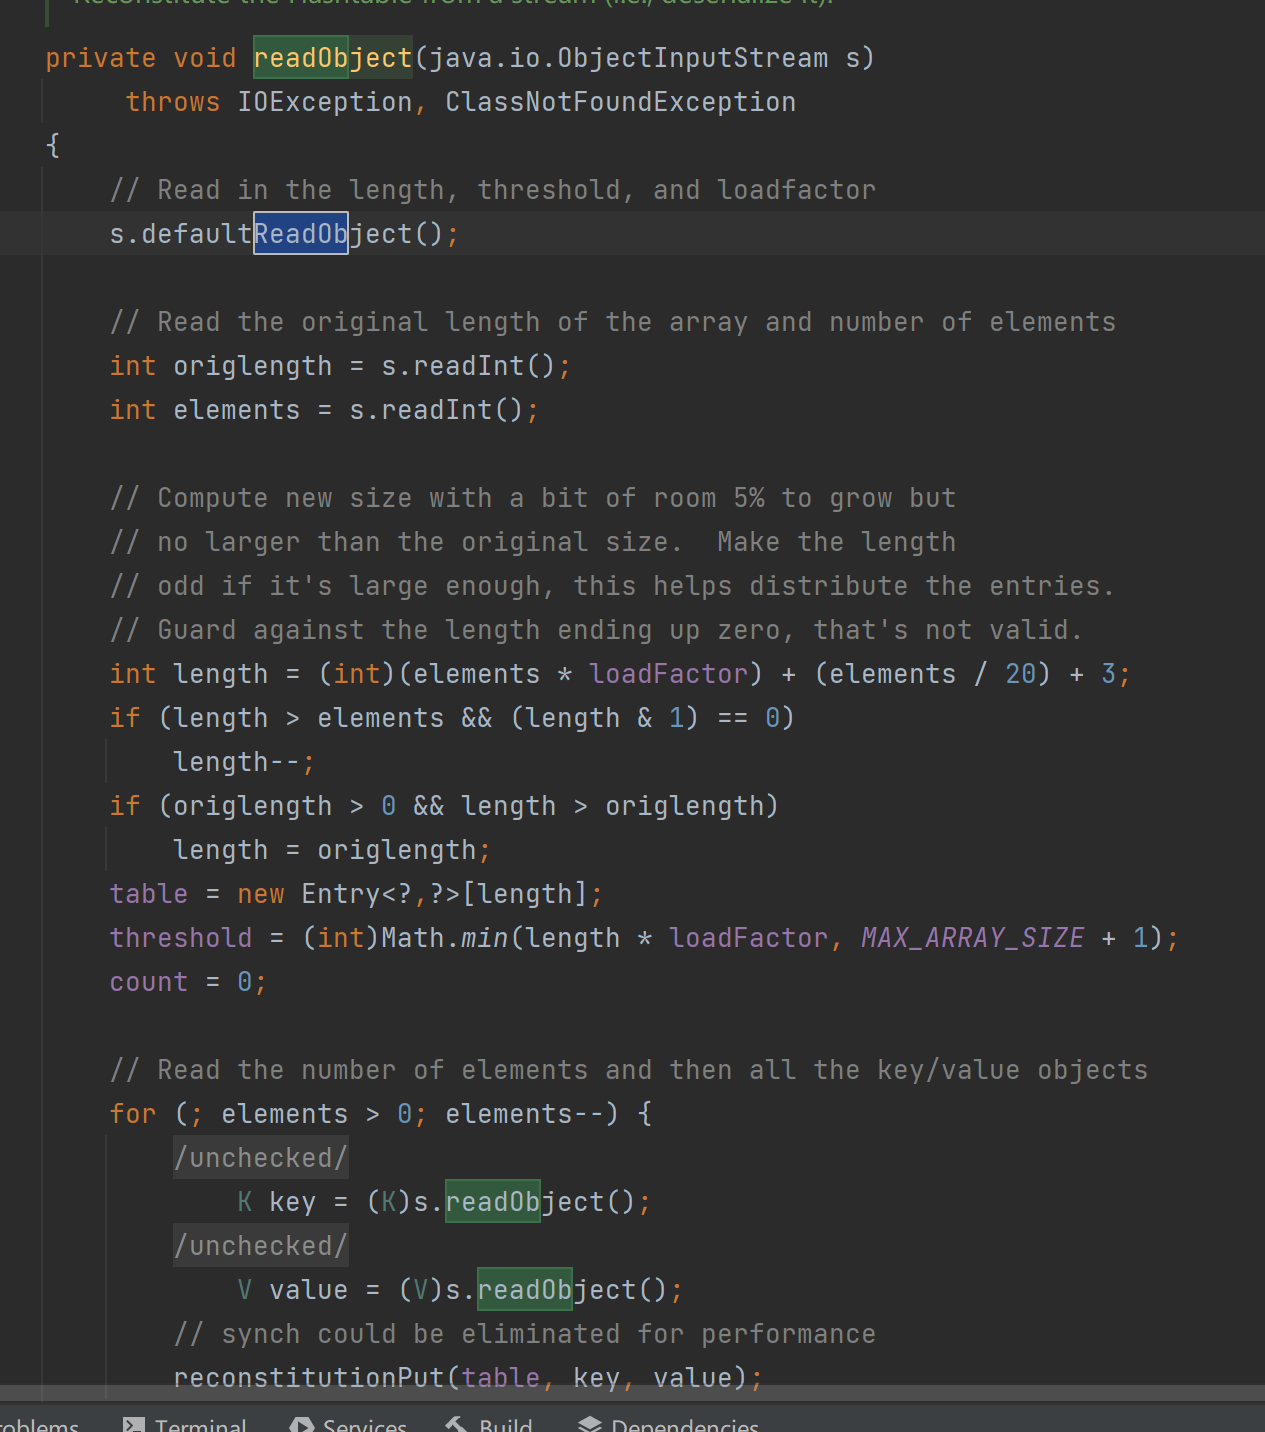 Reconstitute the Hashtable from a stream (i.e., deserialize it).
private void readObject(java.io.ObjectInputStream s)
     throws IOException, ClassNotFoundException
{
    // Read in the length, threshold, and loadfactor
    s.defaultReadObject();
    // Read the original length of the array and number of elements
    int origlength = s.readInt();
    int elements = s.readInt();
    // Compute new size with a bit of room 5% to grow but
    // no larger than the original size.  Make the length
    // odd if it's large enough, this helps distribute the entries.
    // Guard against the length ending up zero, that's not valid.
    int length = (int)(elements * loadFactor) + (elements / 20) + 3;
    if (length > elements && (length & 1) == 0)
        length--;
    if (origlength > 0 && length > origlength)
        length = origlength;
    table = new Entry<?,?>[length];
    threshold = (int)Math.min(length * loadFactor, MAX_ARRAY_SIZE + 1);
    count = 0;
    // Read the number of elements and then all the key/value objects
    for (; elements > 0; elements--) {
        /unchecked/
            K key = (K)s.readObject();
        /unchecked/
            V value = (V)s.readObject();
        // synch could be eliminated for performance
        reconstitutionPut(table, key, value);
roblems Terminal Services Build Dependencies